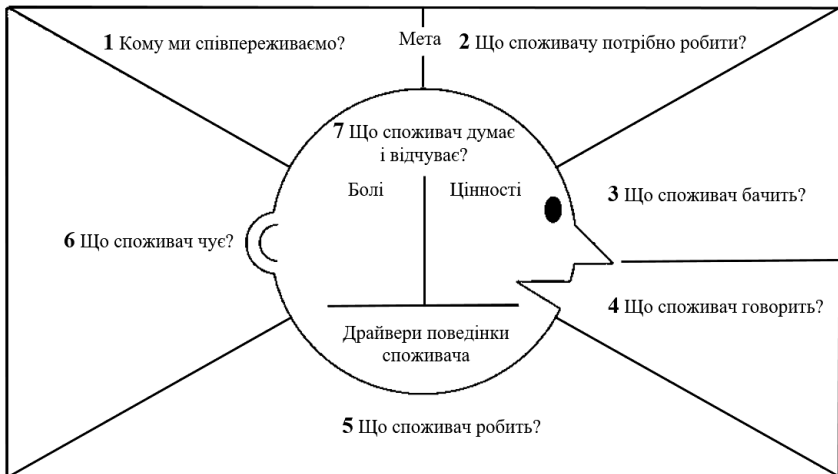 1 Кому ми співпереживаємо?
Мета
2 Що споживачу потрібно робити?
7 Що споживач думає
і відчуває?
Болі
Цінності
3 Що споживач бачить?
6 Що споживач чує?
4 Що споживач говорить?
Драйвери поведінки
споживача
5 Що споживач робить?